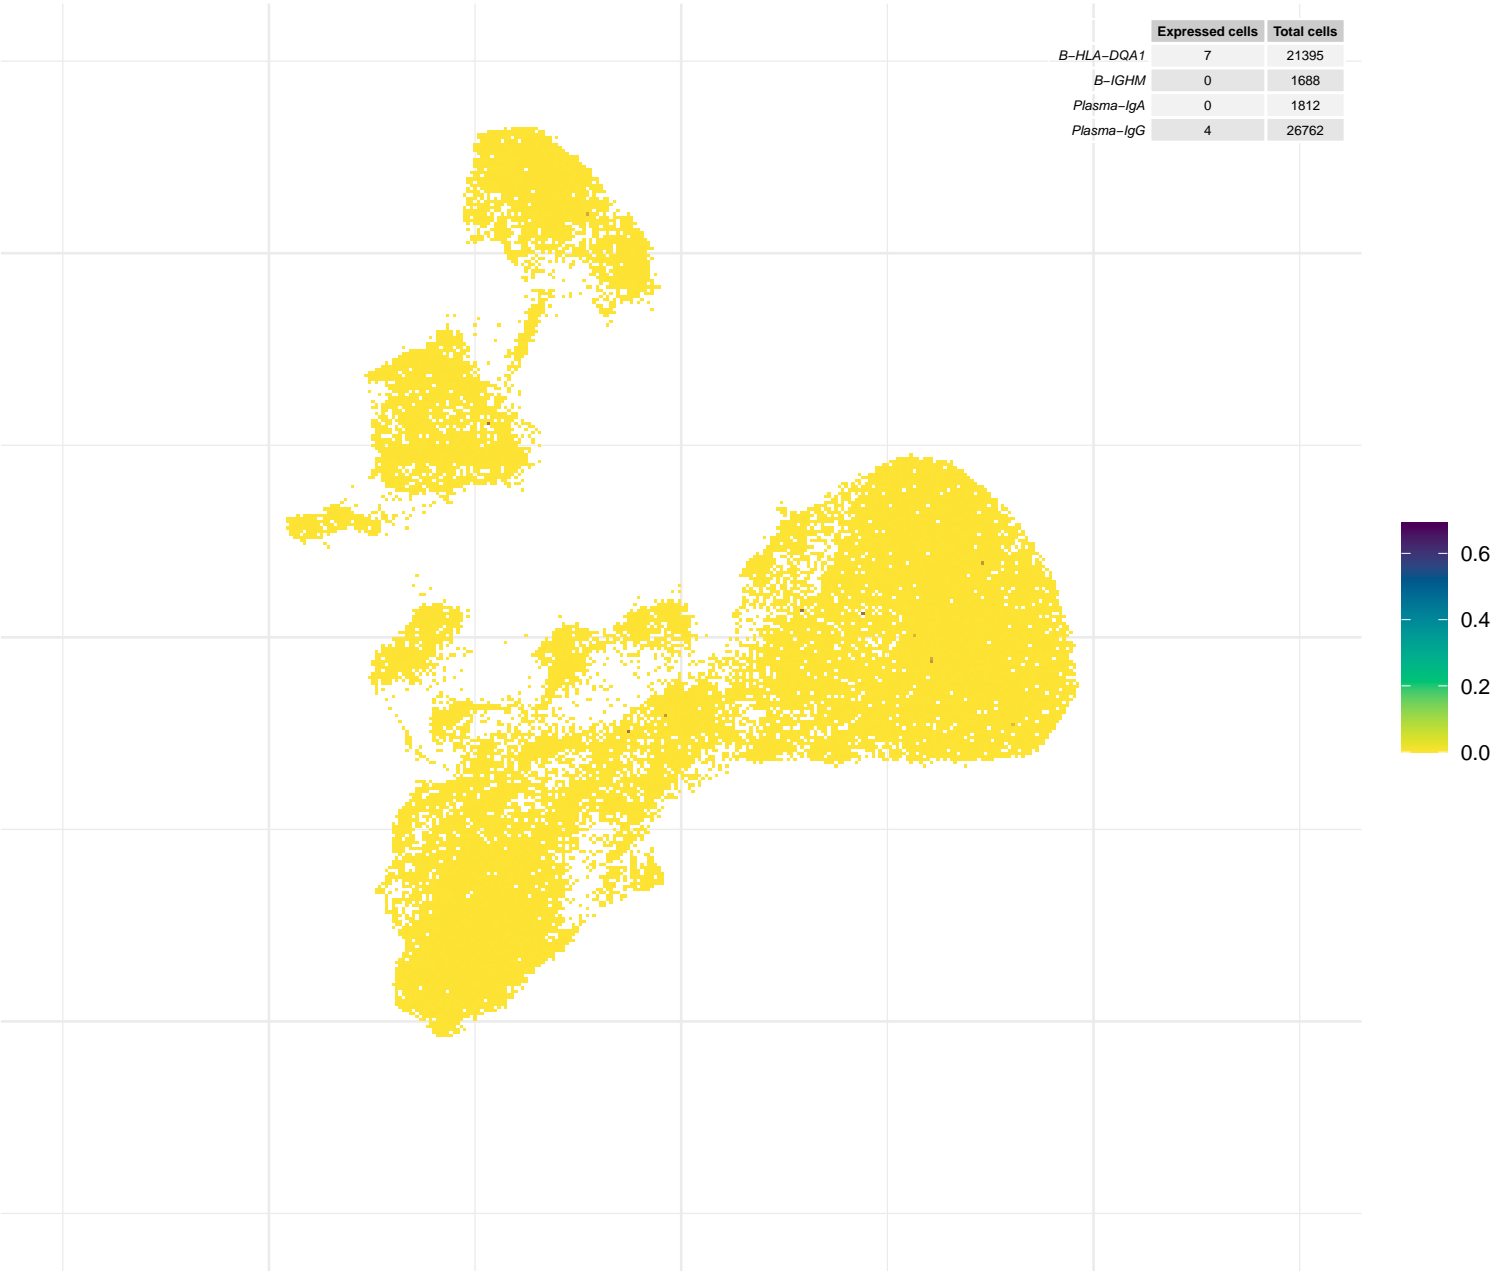 Expressed cells Total cells
B−HLA−DQA1 7 21395
B−IGHM 0 1688
Plasma−IgA 0 1812
Plasma−IgG 4 26762
0.6
0.4
0.2
0.0